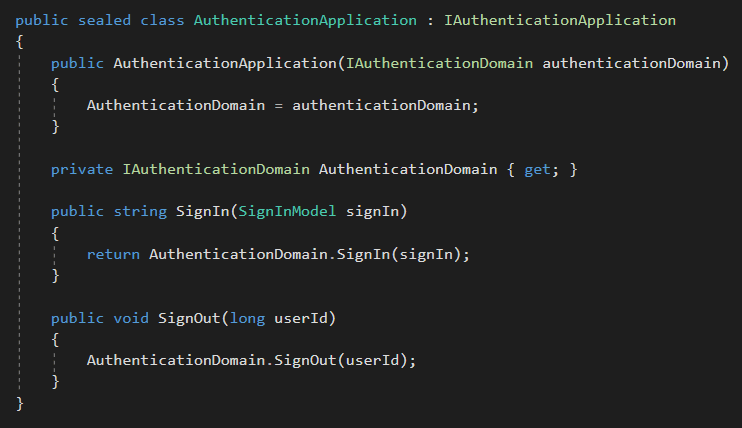 public sealed class AuthenticationApplication : IAuthenticationApplication
{
    public AuthenticationApplication(IAuthenticationDomain authenticationDomain)
    {
        AuthenticationDomain = authenticationDomain;
    }

    private IAuthenticationDomain AuthenticationDomain { get; }

    public string SignIn(SignInModel signIn)
    {
        return AuthenticationDomain.SignIn(signIn);
    }

    public void SignOut(long userId)
    {
        AuthenticationDomain.SignOut(userId);
    }
}